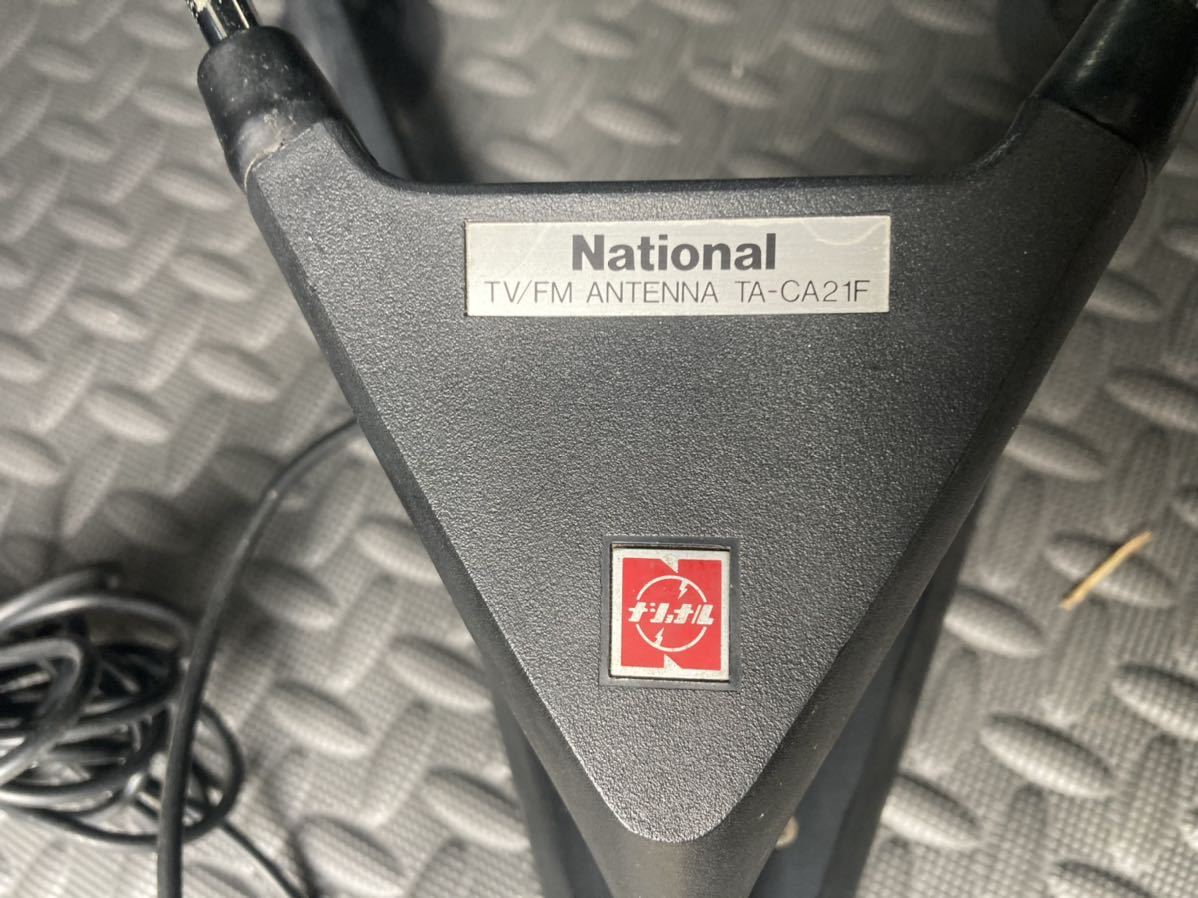 National
TV/FM ANTENNA TA-CA21F
ナショナル